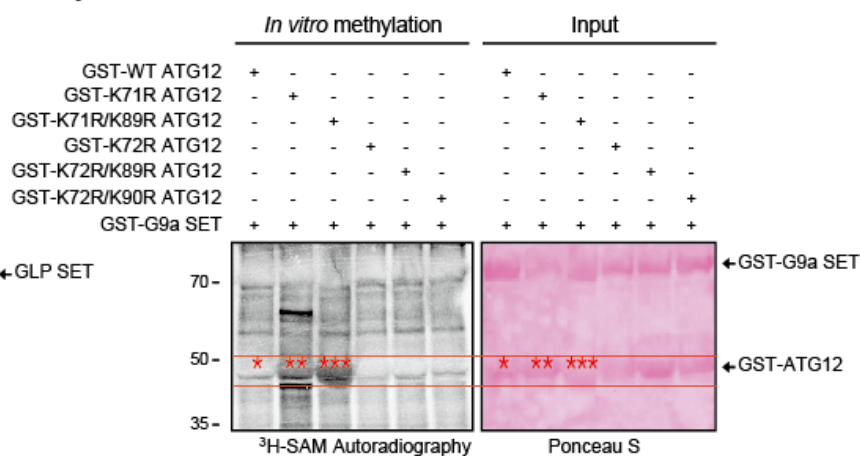 In vitro methylation Input
GST-WT ATG12 + - - - - - + - - - - -
GST-K71R ATG12 - + - - - - - + - - - -
GST-K71R/K89R ATG12 - - + - - - - - + - - -
GST-K72R ATG12 - - - + - - - - - + - -
GST-K72R/K89R ATG12 - - - - + - - - - - + -
GST-K72R/K90R ATG12 - - - - - + - - - - - +
GST-G9a SET + + + + + + + + + + + +
←GLP SET 70- ←GST-G9a SET
50- * ** *** * ** *** ←GST-ATG12
35-
³H-SAM Autoradiography Ponceau S